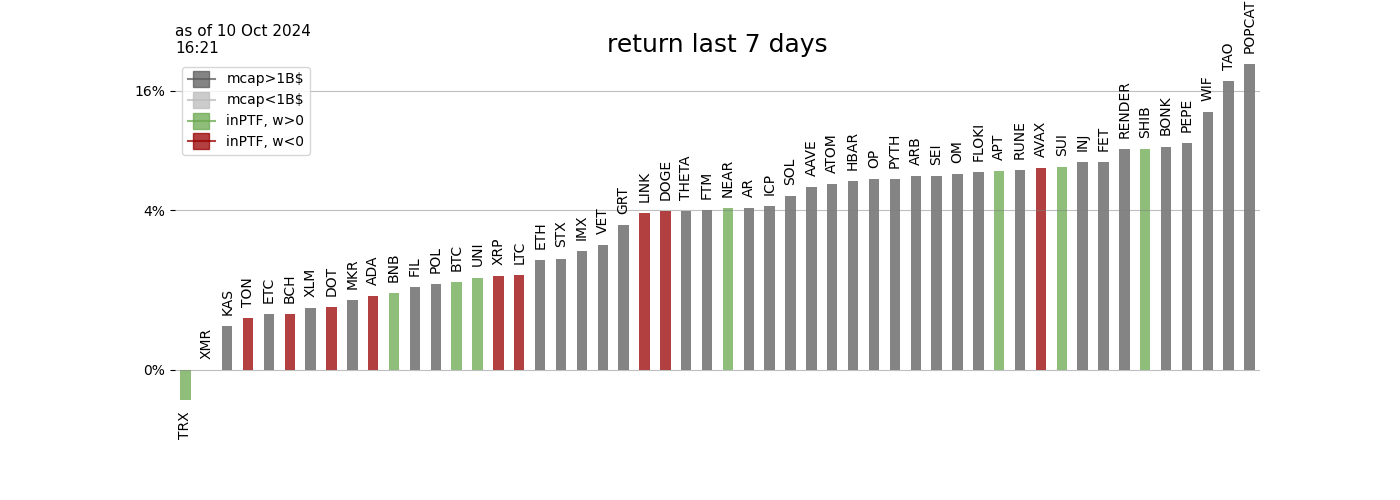 as of 10 Oct 2024
16:21
return last 7 days
mcap>1B$
mcap<1B$
inPTF, w>0
inPTF, w<0
16%
4%
0%
TRX
XMR
KAS
TON
ETC
BCH
XLM
DOT
MKR
ADA
BNB
FIL
POL
BTC
UNI
XRP
LTC
ETH
STX
IMX
VET
GRT
LINK
DOGE
THETA
FTM
NEAR
AR
ICP
SOL
AAVE
ATOM
HBAR
OP
PYTH
ARB
SEI
OM
FLOKI
APT
RUNE
AVAX
SUI
INJ
FET
RENDER
SHIB
BONK
PEPE
WIF
TAO
POPCAT